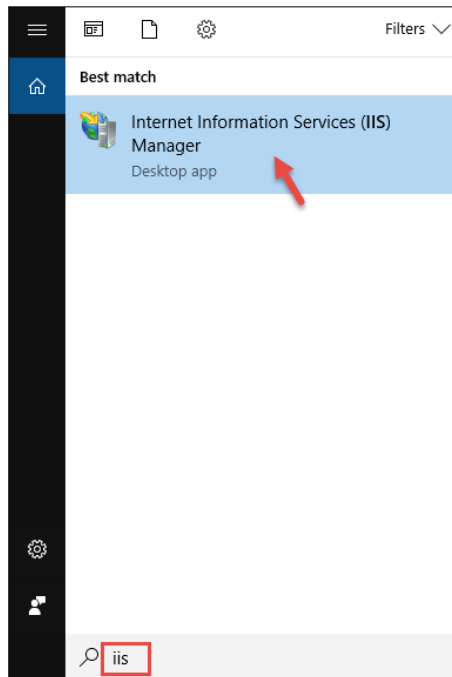 Filters
Best match
Internet Information Services (IIS)
Manager
Desktop app
iis